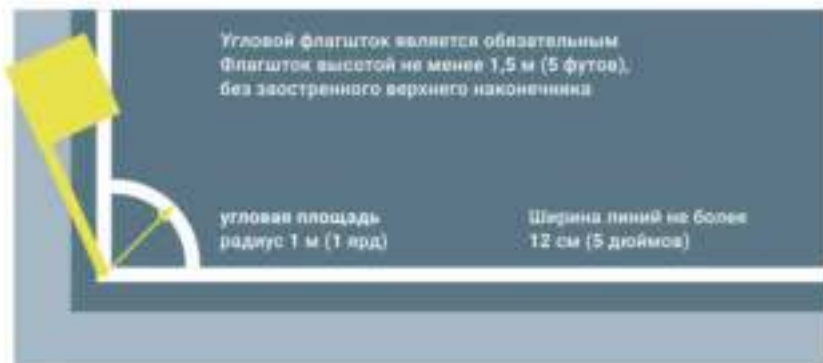 Угловой флагшток является обязательным
Флагшток высотой не менее 1,5 м (5 футов),
без заостренного верхнего наконечника
угловая площадь
радиус 1 м (1 ярд)
Ширина линий не более
12 см (5 дюймов)